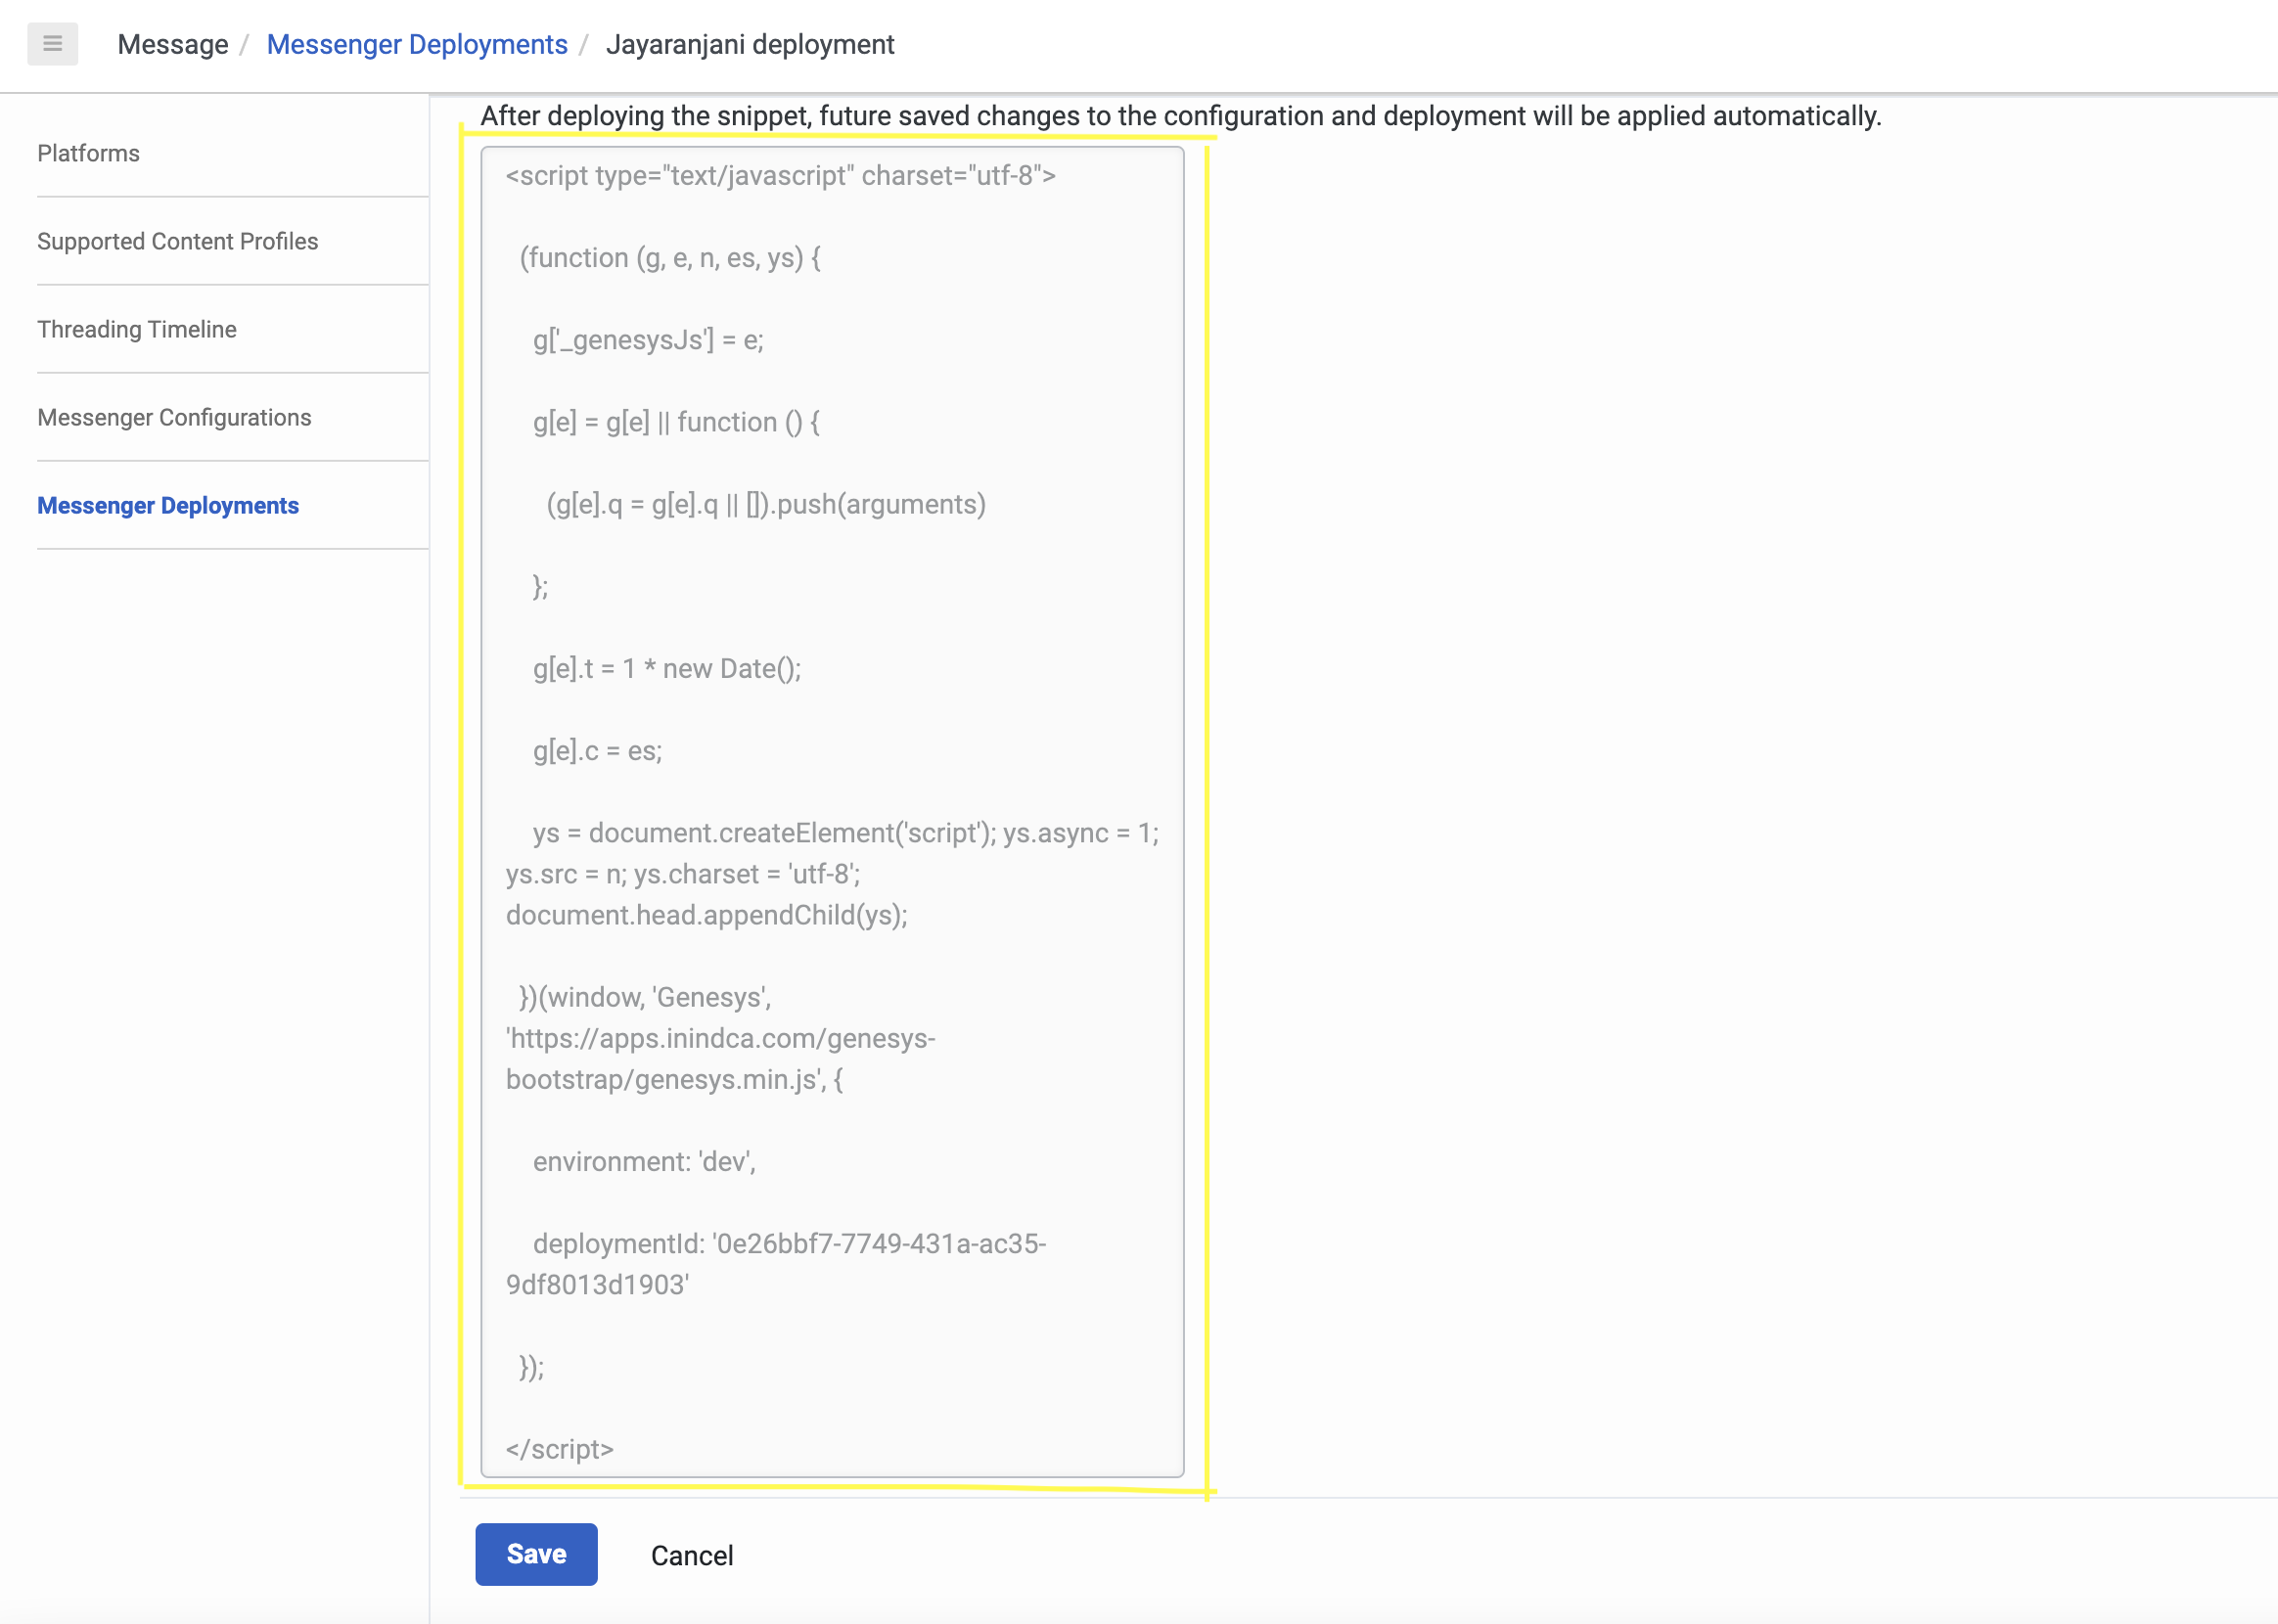 Message / Messenger Deployments / Jayaranjani deployment
Platforms
Supported Content Profiles
Threading Timeline
Messenger Configurations
Messenger Deployments
After deploying the snippet, future saved changes to the configuration and deployment will be applied automatically.
<script type="text/javascript" charset="utf-8">
(function (g, e, n, es, ys) {
g['_genesysJs'] = e;
g[e] = g[e] || function () {
(g[e].q = g[e].q || []).push(arguments)
};
g[e].t = 1 * new Date();
g[e].c = es;
ys = document.createElement('script'); ys.async = 1;
ys.src = n; ys.charset = 'utf-8';
document.head.appendChild(ys);
})(window, 'Genesys',
'https://apps.inindca.com/genesys-
bootstrap/genesys.min.js', {
environment: 'dev',
deploymentId: '0e26bbf7-7749-431a-ac35-
9df8013d1903'
});
</script>
Save
Cancel